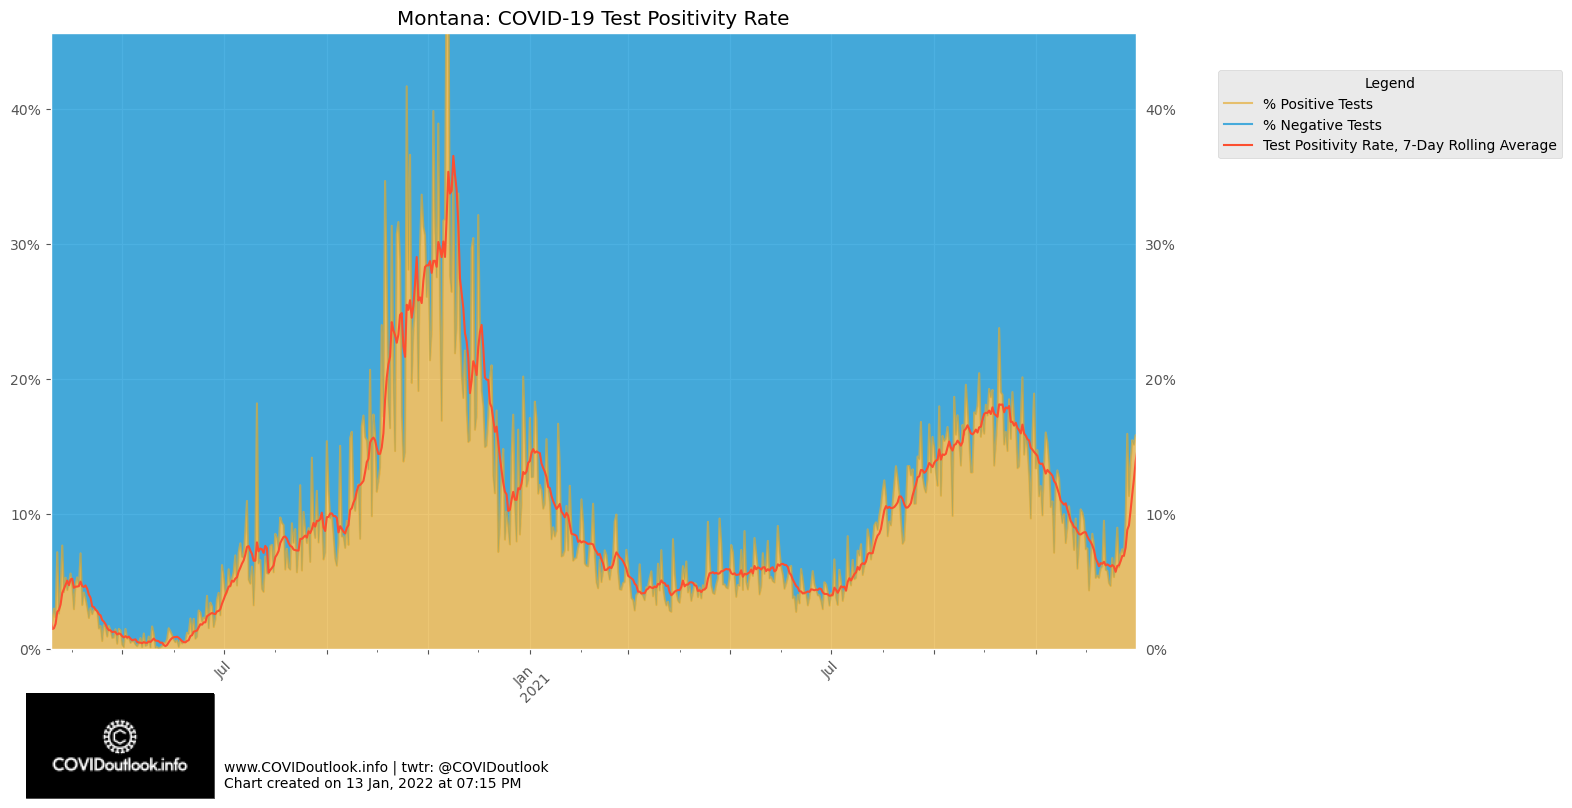 Montana: COVID-19 Test Positivity Rate
40%
30%
20%
10%
0%
40%
30%
20%
10%
0%
Jul
Jan
2021
Jul
Legend
% Positive Tests
% Negative Tests
Test Positivity Rate, 7-Day Rolling Average
COVIDoutlook.info
www.COVIDoutlook.info | twtr: @COVIDoutlook
Chart created on 13 Jan, 2022 at 07:15 PM